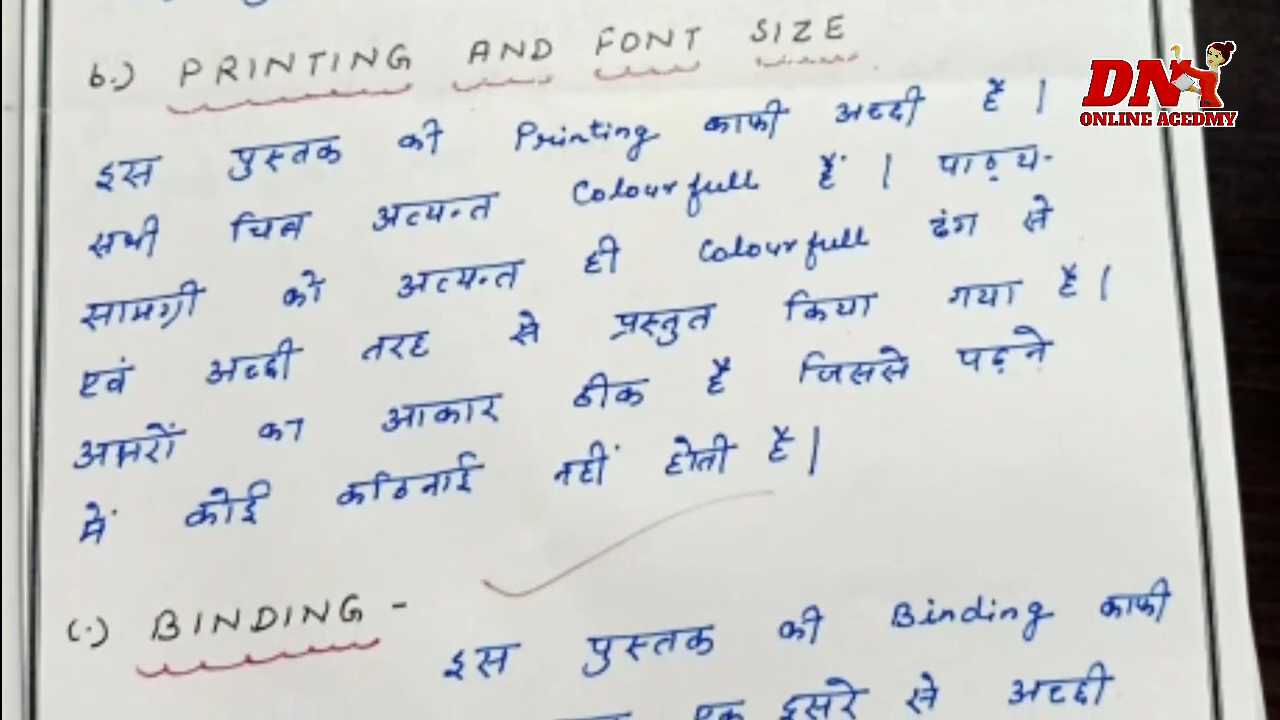 b.) PRINTING AND FONT SIZE
इस पुस्तक की Printing काफी अच्छी है |
सभी चित्र अत्यन्त Colourfull हैं | पाठ्य-
सामग्री को अत्यन्त ही Colourfull ढंग से
एवं अच्छी तरह से प्रस्तुत किया गया है |
अक्षरों का आकार ठीक है जिससे पढ़ने
में कोई कठिनाई नहीं होती है |
(c.) BINDING -
इस पुस्तक की Binding काफी
एक दूसरे से अच्छी
DNY
ONLINE ACEDMY